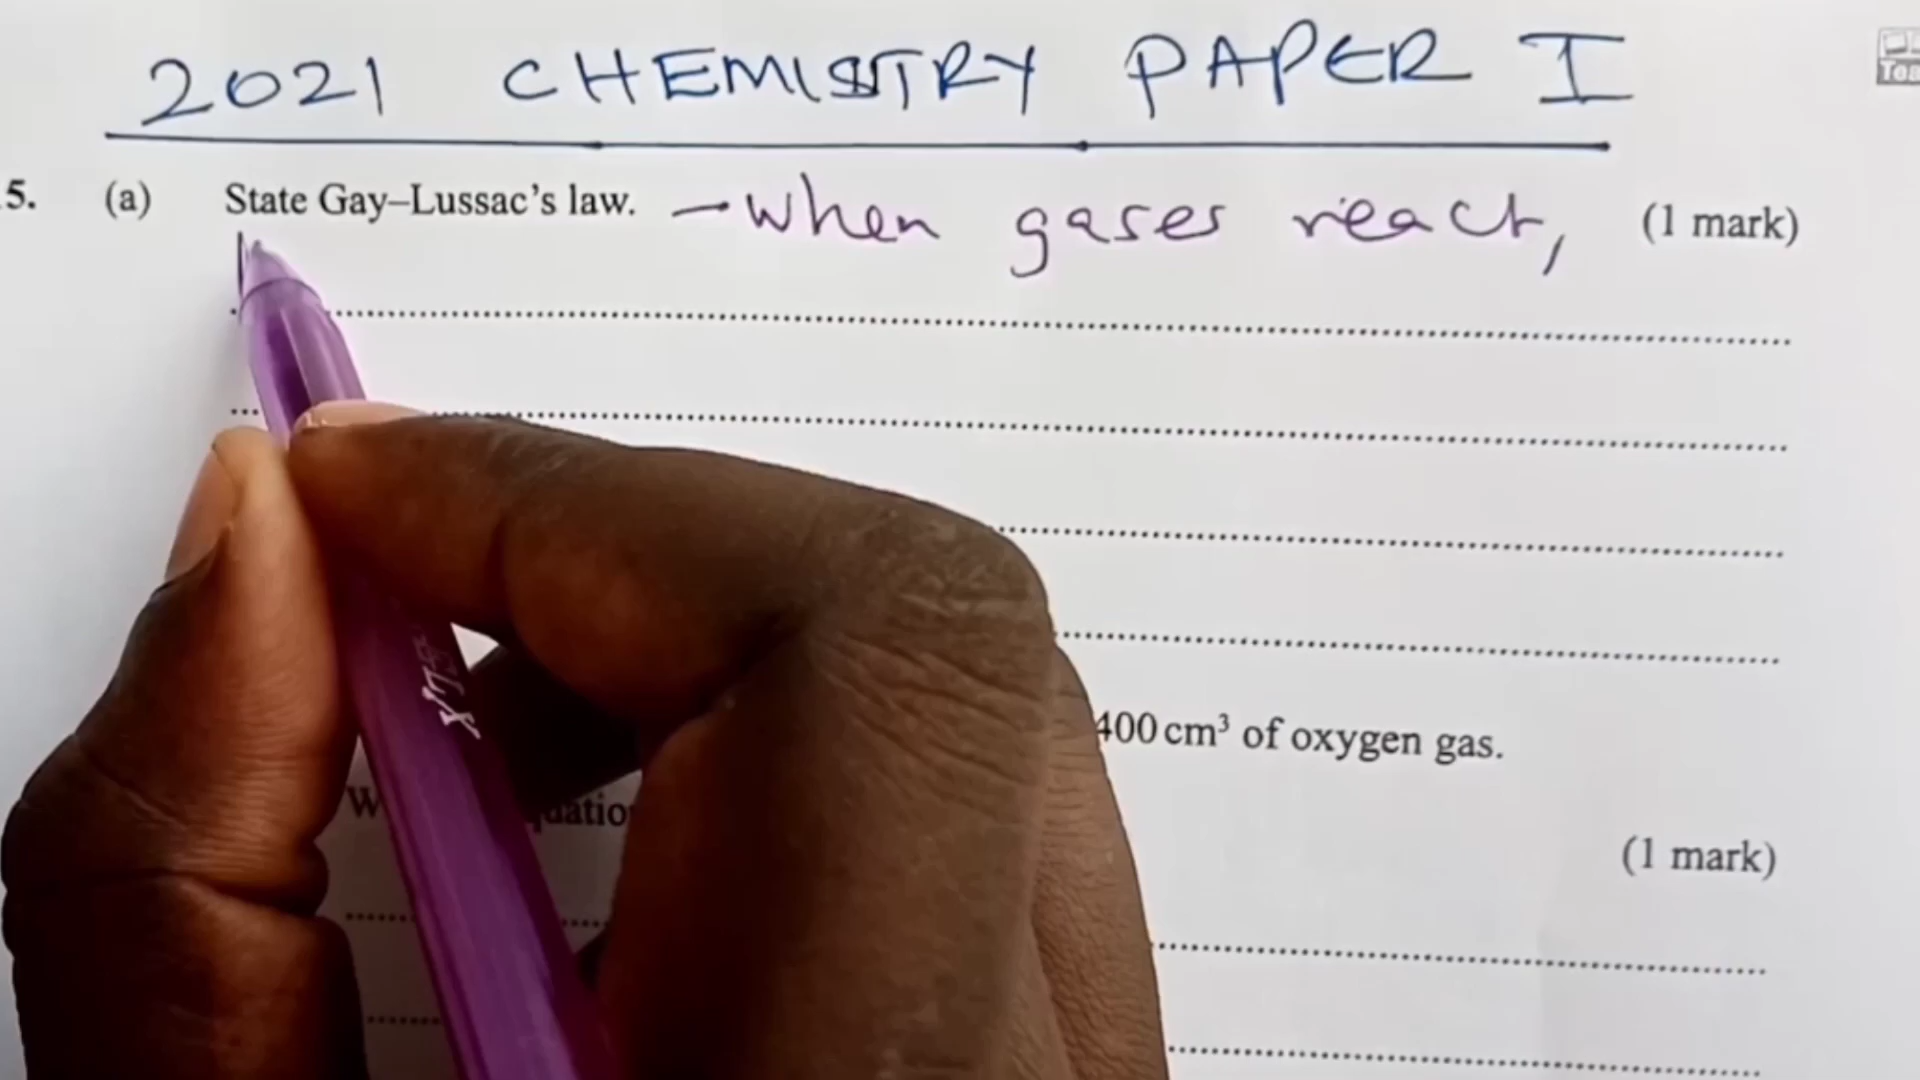 2021 CHEMISTRY PAPER I
5. (a) State Gay–Lussac's law. – when gases react, (1 mark)
400 cm³ of oxygen gas.
(1 mark)